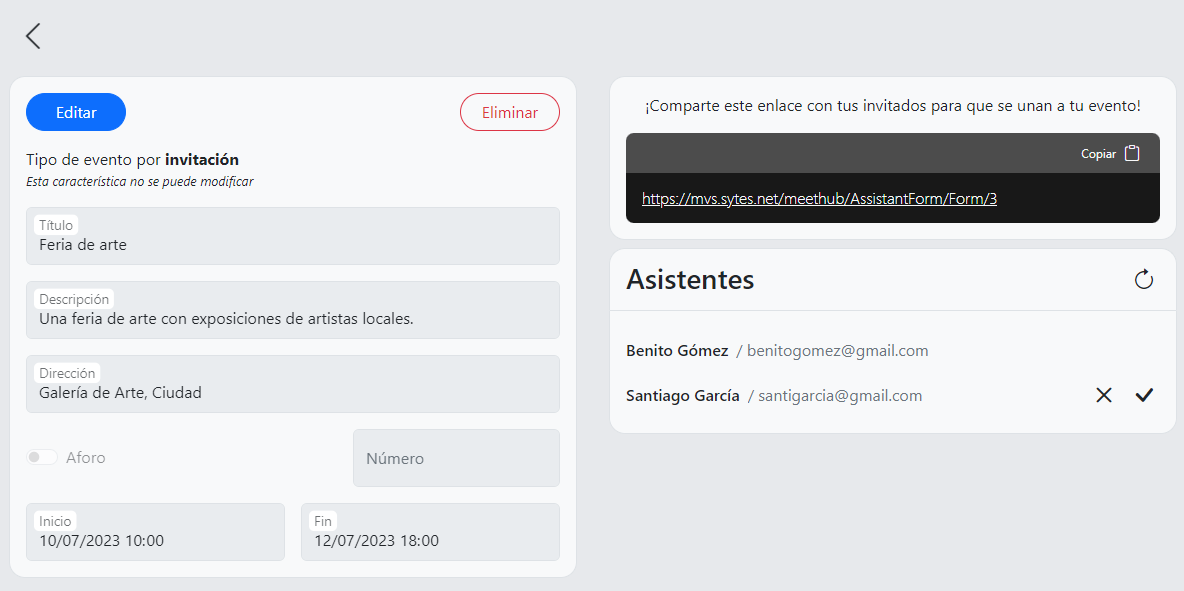 Editar
Eliminar
Tipo de evento por invitación
Esta característica no se puede modificar
Título
Feria de arte
Descripción
Una feria de arte con exposiciones de artistas locales.
Dirección
Galería de Arte, Ciudad
Aforo
Número
Inicio
10/07/2023 10:00
Fin
12/07/2023 18:00
¡Comparte este enlace con tus invitados para que se unan a tu evento!
Copiar
https://mvs.sytes.net/meethub/AssistantForm/Form/3
Asistentes
Benito Gómez / benitogomez@gmail.com
Santiago García / santigarcia@gmail.com